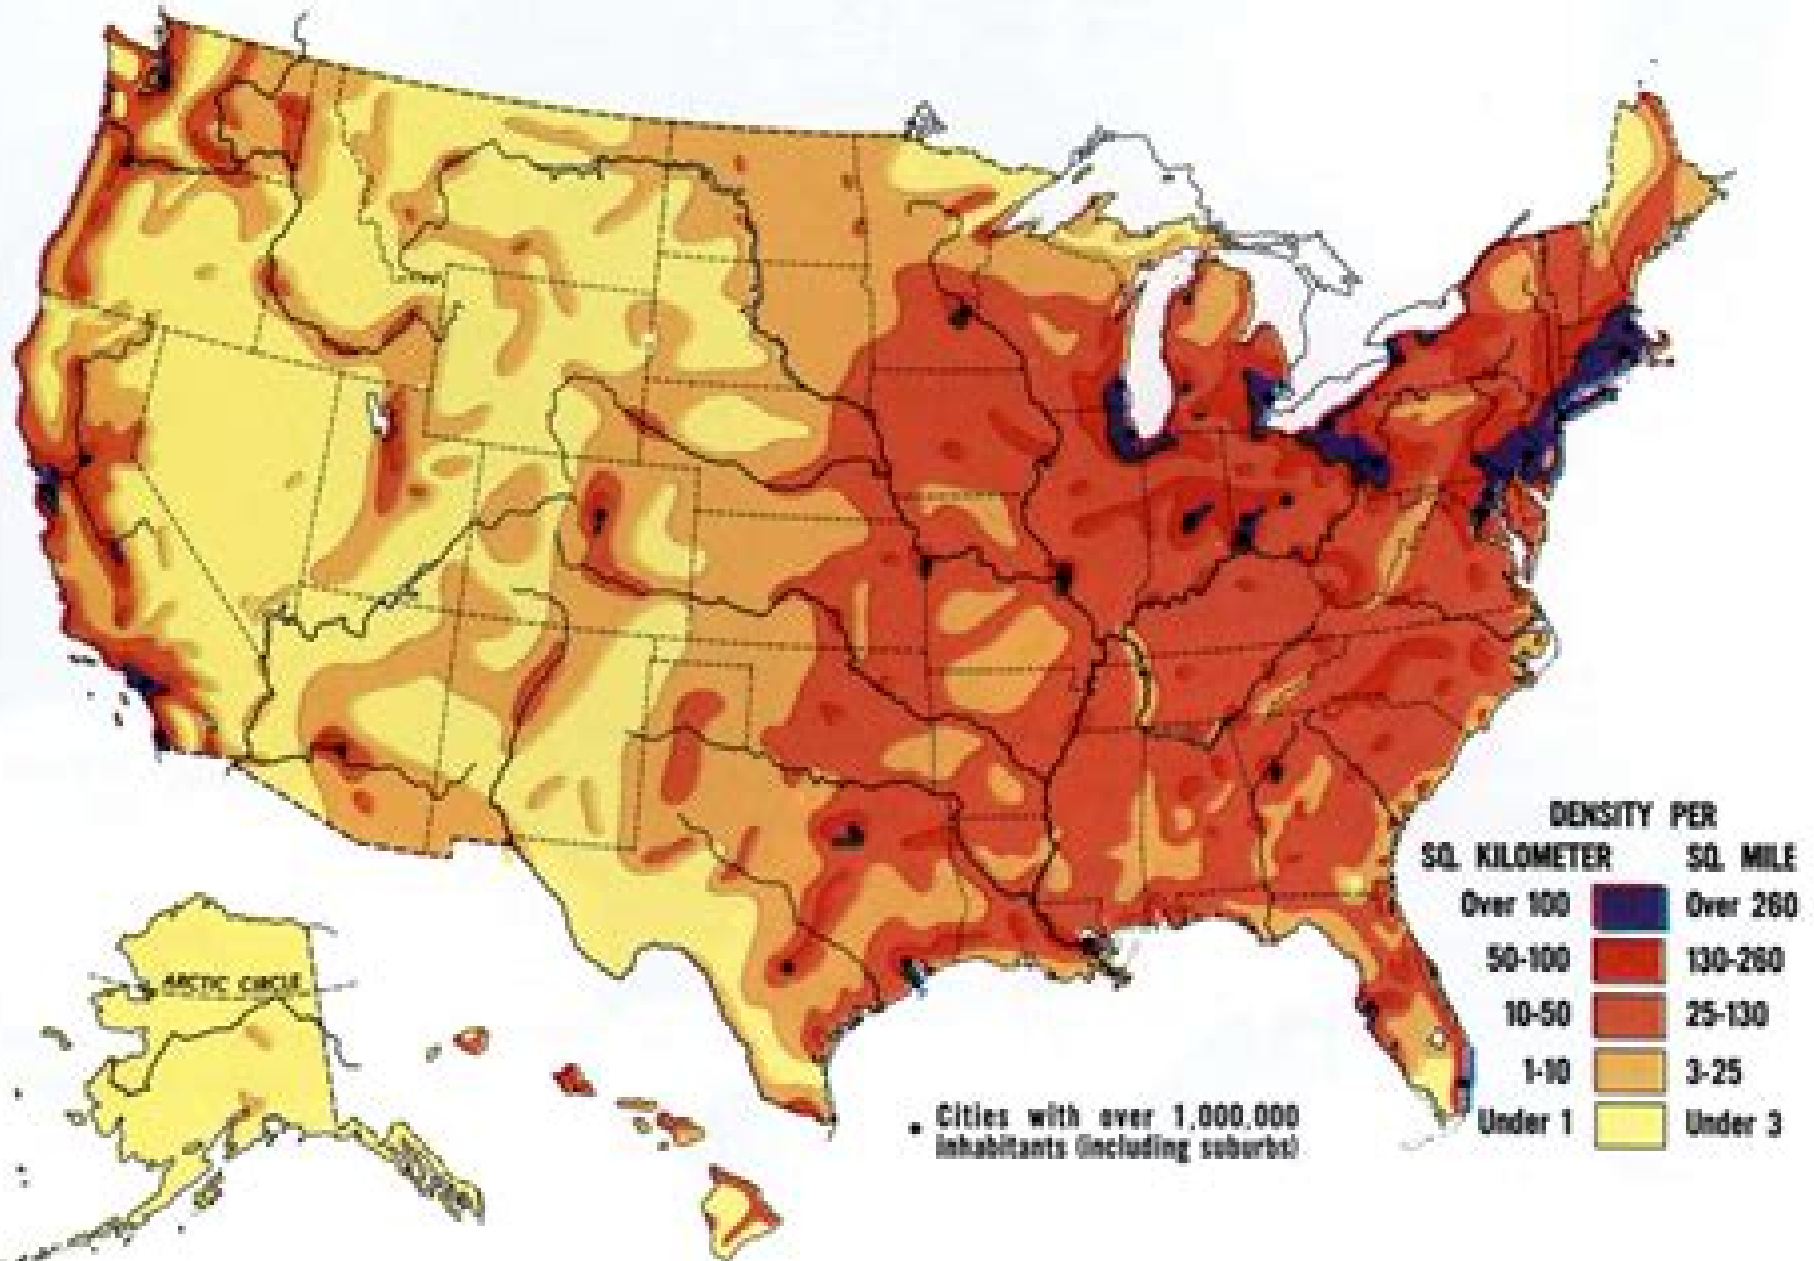 ARCTIC CIRCLE
• Cities with over 1,000,000
inhabitants (including suburbs)
DENSITY PER
SQ. KILOMETER SQ. MILE
Over 100 Over 260
50-100 130-260
10-50 25-130
1-10 3-25
Under 1 Under 3